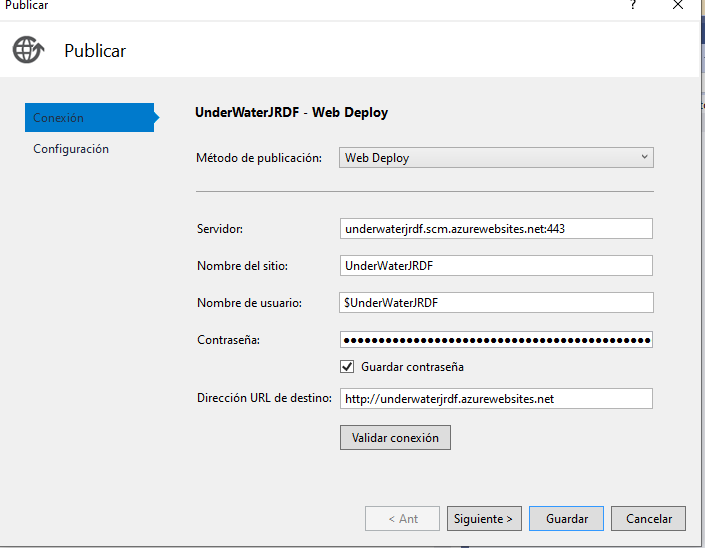 Publicar
?
Publicar
Conexión
Configuración
UnderWaterJRDF - Web Deploy
Método de publicación: Web Deploy
Servidor: underwaterjrdf.scm.azurewebsites.net:443
Nombre del sitio: UnderWaterJRDF
Nombre de usuario: $UnderWaterJRDF
Contraseña: ●●●●●●●●●●●●●●●●●●●●●●●●●●●●●●●●●●●●●●●●●●●●
Guardar contraseña
Dirección URL de destino: http://underwaterjrdf.azurewebsites.net
Validar conexión
< Ant Siguiente > Guardar Cancelar